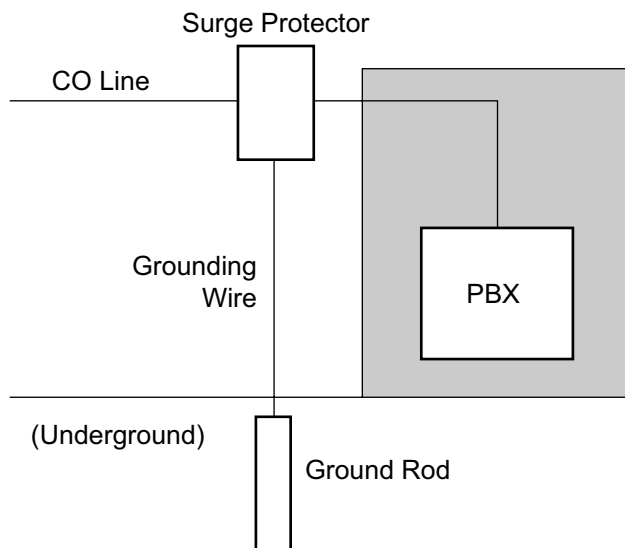 Surge Protector
CO Line
Grounding
Wire
PBX
(Underground)
Ground Rod